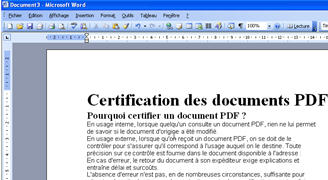 Document3 - Microsoft Word
Fichier Edition Affichage Insertion Format Outils Tableau Fenêtre ?
100% Lecture
Certification des documents PDF
Pourquoi certifier un document PDF ?
En usage interne, lorsque quelqu'un consulte un document PDF, rien ne lui permet
de savoir si le document d'origine a été modifié
En usage externe, lorsque qu'on reçoit un document PDF, on se doit de le
contrôler pour s'assurer qu'il correspond à l'usage auquel on le destine. Toute
précision sur ce contrôle est fournie dans le document disponible à l'adresse
En cas d'erreur, le retour du document à son expéditeur exige explications et
entraîne délai et surcoûts
L'absence d'erreur n'est pas, en de nombreuses circonstances, suffisante pour